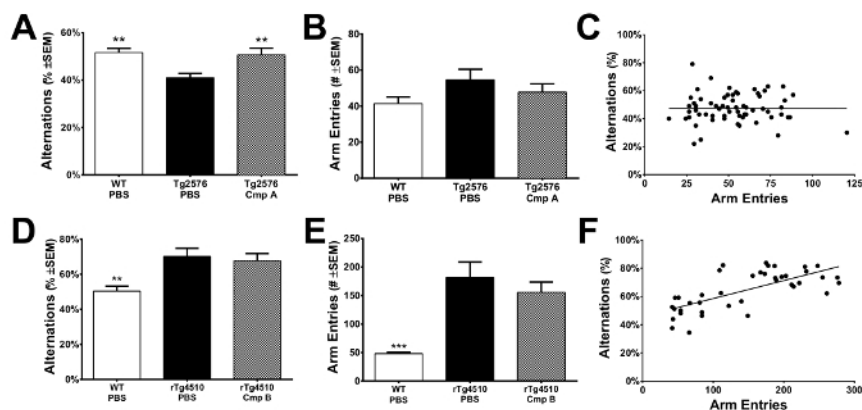 A
Alternations (% ±SEM)
60%
40%
20%
0%
**
**
WT
PBS
Tg2576
PBS
Tg2576
Cmp A
B
Arm Entries (# ±SEM)
80
60
40
20
0
WT
PBS
Tg2576
PBS
Tg2576
Cmp A
C
Alternations (%)
100%
80%
60%
40%
20%
0%
0
25
50
75
100
125
Arm Entries
D
Alternations (% ±SEM)
80%
60%
40%
20%
0%
**
WT
PBS
rTg4510
PBS
rTg4510
Cmp B
E
Arm Entries (# ±SEM)
250
200
150
100
50
0
***
WT
PBS
rTg4510
PBS
rTg4510
Cmp B
F
Alternations (%)
100%
80%
60%
40%
20%
0%
0
100
200
300
Arm Entries